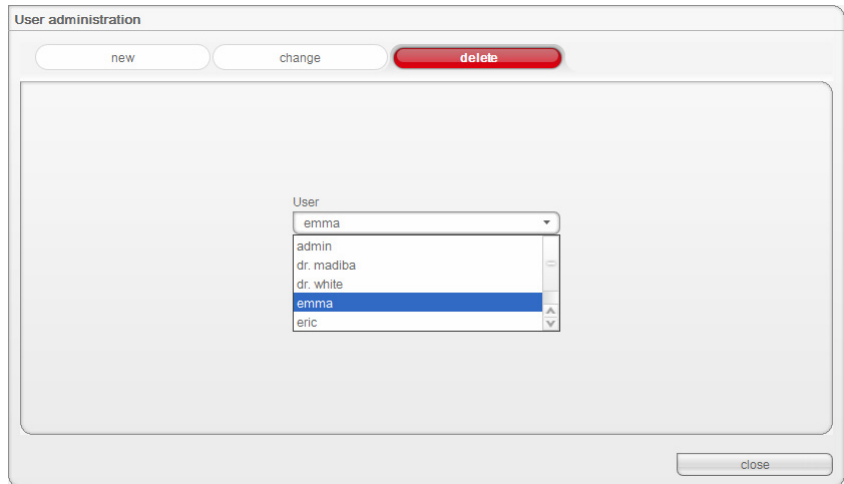 User administration
new change delete
User
emma
admin
dr. madiba
dr. white
emma
eric
close